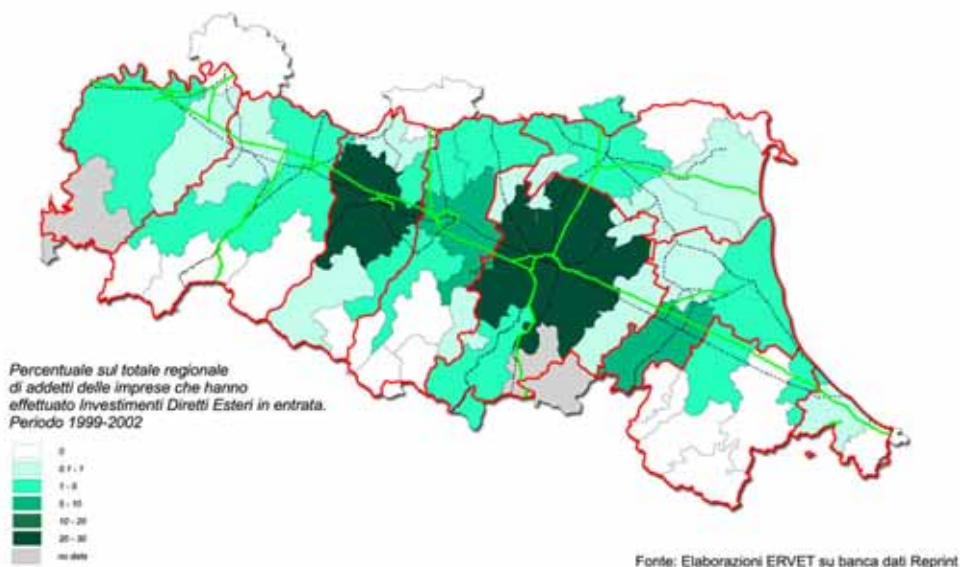 Percentuale sul totale regionale
di addetti delle imprese che hanno
effettuato Investimenti Diretti Esteri in entrata.
Periodo 1999-2002
0
0.1 - 1
1 - 5
5 - 10
10 - 20
20 - 30
no data
Fonte: Elaborazioni ERVET su banca dati Reprint